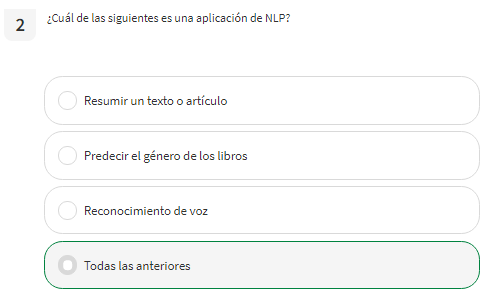 2
¿Cuál de las siguientes es una aplicación de NLP?
Resumir un texto o artículo
Predecir el género de los libros
Reconocimiento de voz
Todas las anteriores